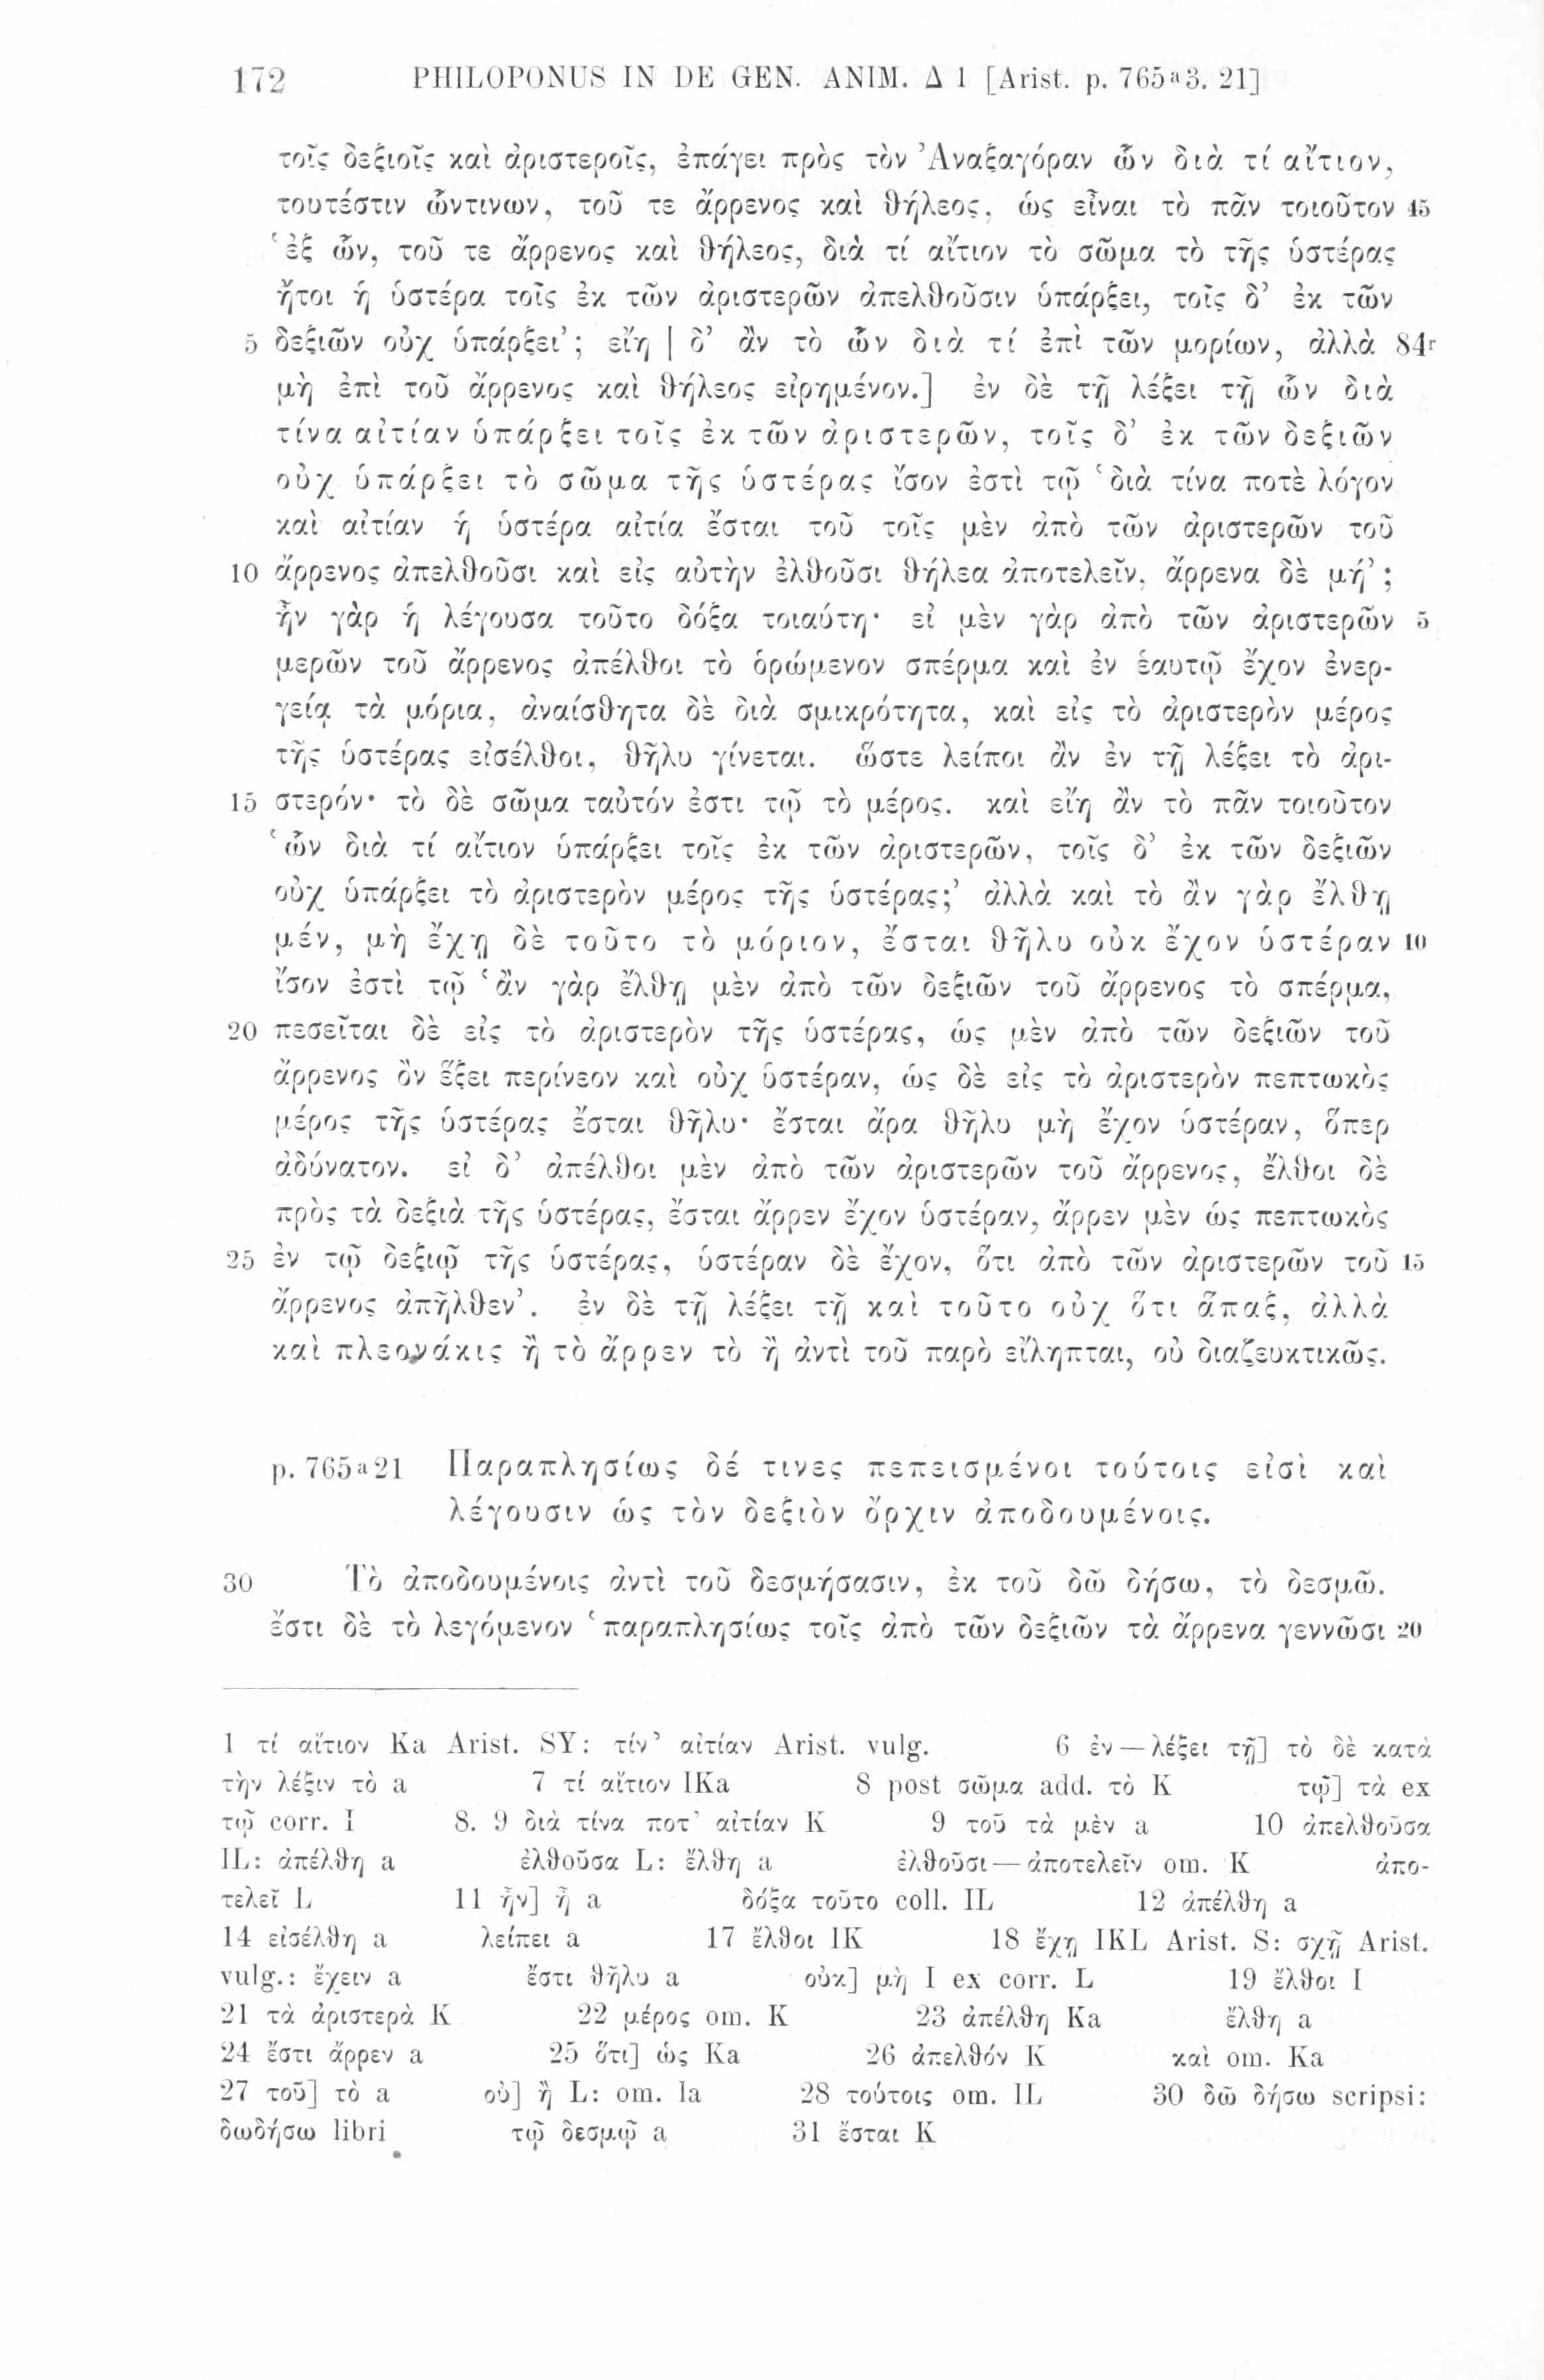 172 PHILOPONUS IN DE GEN. ANIM. Δ 1 [Arist. p. 765ᵃ3. 21]
τοῖς δεξιοῖς καὶ ἀριστεροῖς, ἐπάγει πρὸς τὸν Ἀναξαγόραν ὧν διὰ τί αἴτιον,
τουτέστιν ὧντινων, τοῦ τε ἄρρενος καὶ θήλεος, ὡς εἶναι τὸ πᾶν τοιοῦτον 45
‘ἐξ ὧν, τοῦ τε ἄρρενος καὶ θήλεος, διὰ τί αἴτιον τὸ σῶμα τὸ τῆς ὑστέρας
ἤτοι ἡ ὑστέρα τοῖς ἐκ τῶν ἀριστερῶν ἀπελθοῦσιν ὑπάρξει, τοῖς δ’ ἐκ τῶν
5 δεξιῶν οὐχ ὑπάρξει’; εἴη | δ’ ἂν τὸ ὧν διὰ τί ἐπὶ τῶν μορίων, ἀλλὰ 84ʳ
μὴ ἐπὶ τοῦ ἄρρενος καὶ θήλεος εἰρημένον.] ἐν δὲ τῇ λέξει τῇ ὧν διὰ
τίνα αἰτίαν ὑπάρξει τοῖς ἐκ τῶν ἀριστερῶν, τοῖς δ’ ἐκ τῶν δεξιῶν
οὐχ ὑπάρξει τὸ σῶμα τῆς ὑστέρας ἴσον ἐστὶ τῷ ‘διὰ τίνα ποτὲ λόγον
καὶ αἰτίαν ἡ ὑστέρα αἰτία ἔσται τοῦ τοῖς μὲν ἀπὸ τῶν ἀριστερῶν τοῦ
10 ἄρρενος ἀπελθοῦσι καὶ εἰς αὐτὴν ἐλθοῦσι θήλεα ἀποτελεῖν, ἄρρενα δὲ μή’;
ἦν γὰρ ἡ λέγουσα τοῦτο δόξα τοιαύτη· εἰ μὲν γὰρ ἀπὸ τῶν ἀριστερῶν 5
μερῶν τοῦ ἄρρενος ἀπέλθοι τὸ ὁρώμενον σπέρμα καὶ ἐν ἑαυτῷ ἔχον ἐνερ-
γείᾳ τὰ μόρια, ἀναίσθητα δὲ διὰ σμικρότητα, καὶ εἰς τὸ ἀριστερὸν μέρος
τῆς ὑστέρας εἰσέλθοι, θῆλυ γίνεται. ὥστε λείποι ἂν ἐν τῇ λέξει τὸ ἀρι-
15 στερόν· τὸ δὲ σῶμα ταὐτόν ἐστι τῷ τὸ μέρος. καὶ εἴη ἂν τὸ πᾶν τοιοῦτον
‘ὧν διὰ τί αἴτιον ὑπάρξει τοῖς ἐκ τῶν ἀριστερῶν, τοῖς δ’ ἐκ τῶν δεξιῶν
οὐχ ὑπάρξει τὸ ἀριστερὸν μέρος τῆς ὑστέρας;’ ἀλλὰ καὶ τὸ ἂν γὰρ ἔλθῃ
μέν, μὴ ἔχῃ δὲ τοῦτο τὸ μόριον, ἔσται θῆλυ οὐκ ἔχον ὑστέραν 10
ἴσον ἐστὶ τῷ ‘ἂν γὰρ ἔλθῃ μὲν ἀπὸ τῶν δεξιῶν τοῦ ἄρρενος τὸ σπέρμα,
20 πεσεῖται δὲ εἰς τὸ ἀριστερὸν τῆς ὑστέρας, ὡς μὲν ἀπὸ τῶν δεξιῶν τοῦ
ἄρρενος ὂν ἕξει περίνεον καὶ οὐχ ὑστέραν, ὡς δὲ εἰς τὸ ἀριστερὸν πεπτωκὸς
μέρος τῆς ὑστέρας ἔσται θῆλυ· ἔσται ἄρα θῆλυ μὴ ἔχον ὑστέραν, ὅπερ
ἀδύνατον. εἰ δ’ ἀπέλθοι μὲν ἀπὸ τῶν ἀριστερῶν τοῦ ἄρρενος, ἔλθοι δὲ
πρὸς τὰ δεξιὰ τῆς ὑστέρας, ἔσται ἄρρεν ἔχον ὑστέραν, ἄρρεν μὲν ὡς πεπτωκὸς
25 ἐν τῷ δεξιῷ τῆς ὑστέρας, ὑστέραν δὲ ἔχον, ὅτι ἀπὸ τῶν ἀριστερῶν τοῦ 15
ἄρρενος ἀπῆλθεν’. ἐν δὲ τῇ λέξει τῇ καὶ τοῦτο οὐχ ὅτι ἅπαξ, ἀλλὰ
καὶ πλεονάκις ἢ τὸ ἄρρεν τὸ ἢ ἀντὶ τοῦ παρὸ εἴληπται, οὐ διαζευκτικῶς.
p. 765ᵃ21 Παραπλησίως δέ τινες πεπεισμένοι τούτοις εἰσὶ καὶ
λέγουσιν ὡς τὸν δεξιὸν ὄρχιν ἀποδουμένοις.
30 Τὸ ἀποδουμένοις ἀντὶ τοῦ δεσμήσασιν, ἐκ τοῦ δῶ δήσω, τὸ δεσμῶ.
ἔστι δὲ τὸ λεγόμενον ‘παραπλησίως τοῖς ἀπὸ τῶν δεξιῶν τὰ ἄρρενα γεννῶσι 20
1 τί αἴτιον Ka Arist. SY: τίν’ αἰτίαν Arist. vulg. 6 ἐν—λέξει τῇ] τὸ δὲ κατὰ
τὴν λέξιν τὸ a 7 τί αἴτιον IKa 8 post σῶμα add. τὸ K τῷ] τὰ ex
τῷ corr. I 8. 9 διὰ τίνα ποτ’ αἰτίαν K 9 τοῦ τὰ μὲν a 10 ἀπελθοῦσα
IL: ἀπέλθη a ἐλθοῦσα L: ἔλθη a ἐλθοῦσι—ἀποτελεῖν om. K ἀπο-
τελεῖ L 11 ἦν] ἢ a δόξα τοῦτο coll. IL 12 ἀπέλθη a
14 εἰσέλθη a λείπει a 17 ἔλθοι IK 18 ἔχη IKL Arist. S: σχῇ Arist.
vulg.: ἔχειν a ἔστι θῆλυ a οὐκ] μὴ I ex corr. L 19 ἔλθοι I
21 τὰ ἀριστερὰ K 22 μέρος om. K 23 ἀπέλθη Ka ἔλθη a
24 ἔστι ἄρρεν a 25 ὅτι] ὡς Ka 26 ἀπελθόν K καὶ om. Ka
27 τοῦ] τὸ a οὐ] ἢ L: om. Ia 28 τούτοις om. IL 30 δῶ δήσω scripsi:
δωδήσω libri τῷ δεσμῷ a 31 ἔσται K